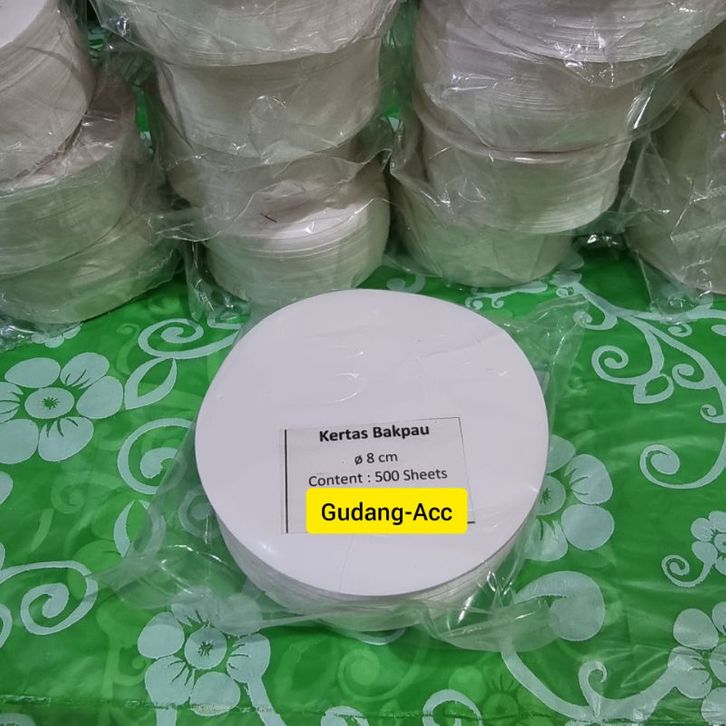 Kertas Bakpau
ø 8 cm
Content : 500 Sheets
Gudang-Acc